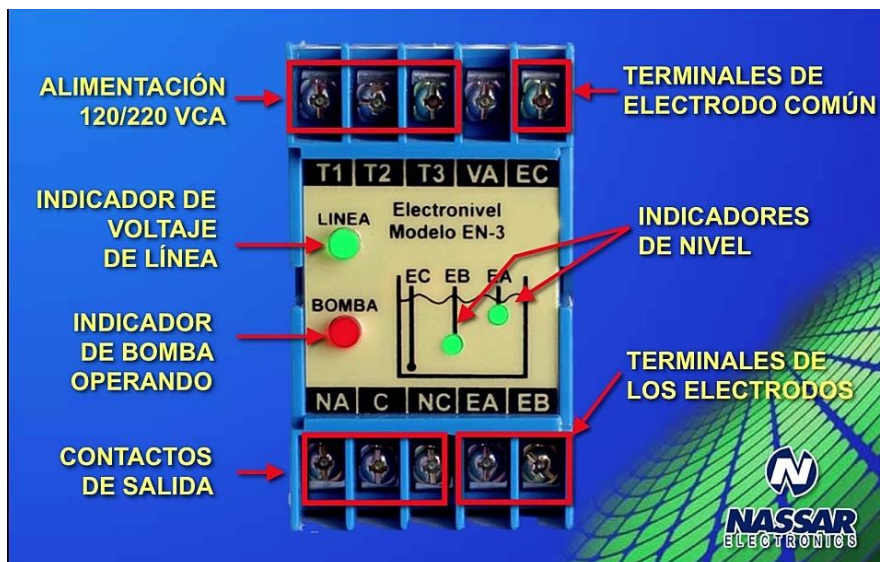 ALIMENTACIÓN
120/220 VCA
TERMINALES DE
ELECTRODO COMÚN
T1 T2 T3 VA EC
INDICADOR DE
VOLTAJE
DE LÍNEA
LINEA
Electronivel
Modelo EN-3
INDICADORES
DE NIVEL
EC EB EA
BOMBA
INDICADOR
DE BOMBA
OPERANDO
TERMINALES DE
LOS ELECTRODOS
NA C NC EA EB
CONTACTOS
DE SALIDA
N
NASSAR
ELECTRONICS